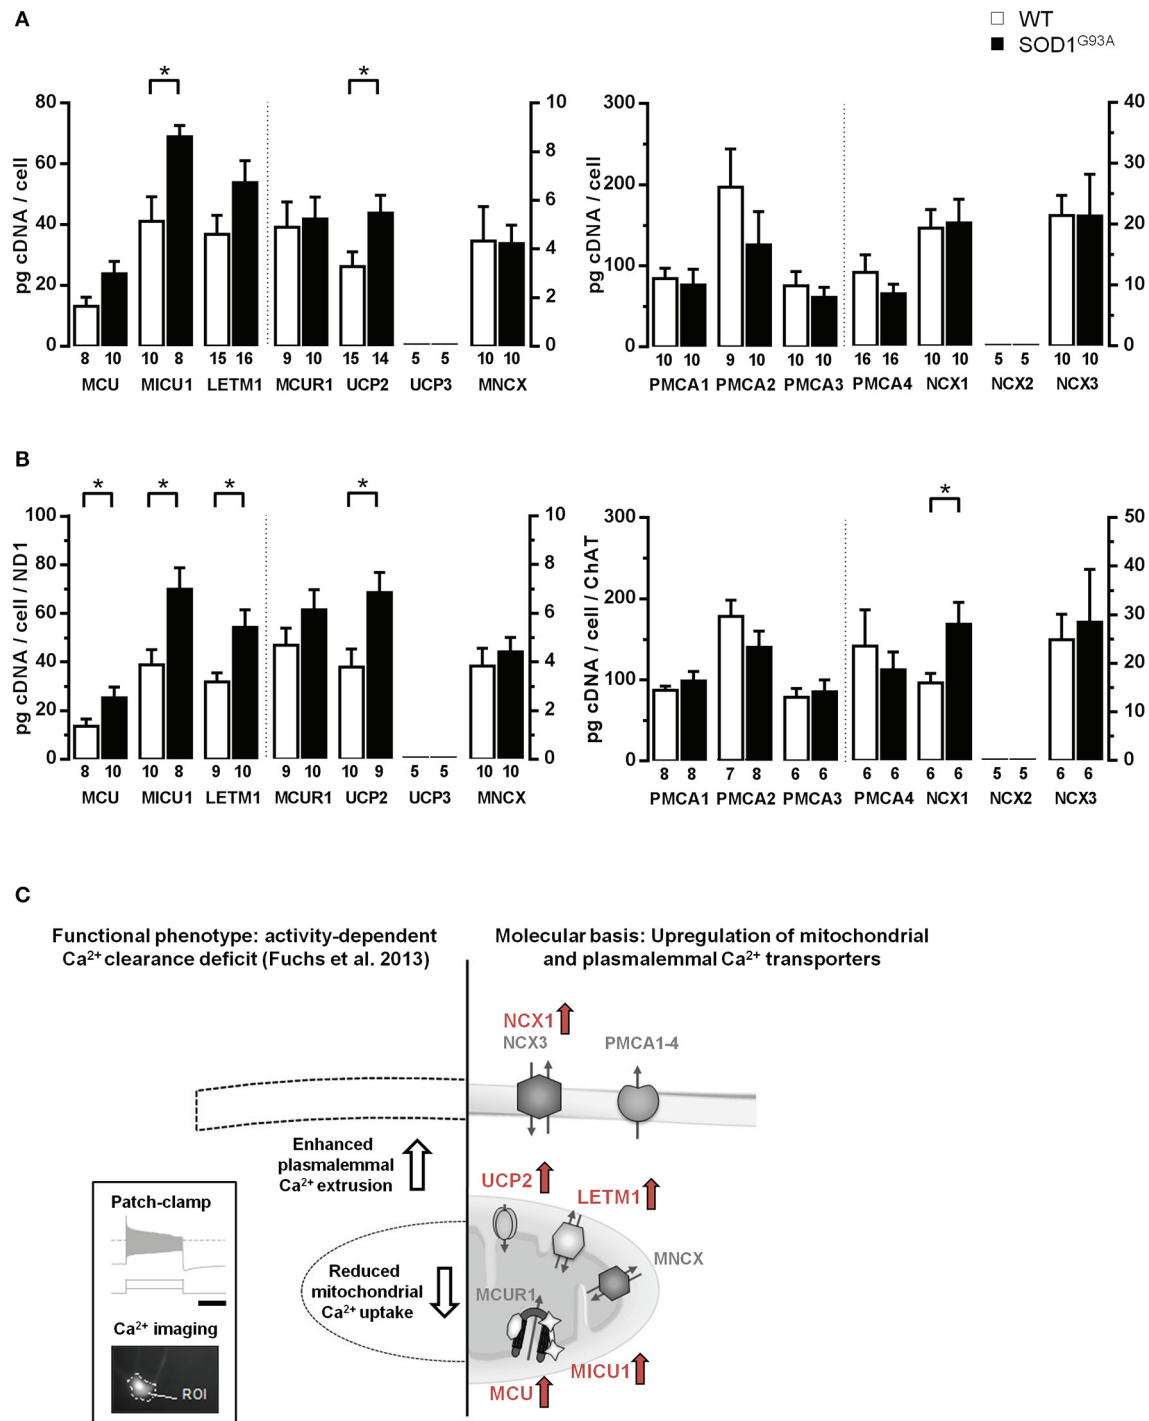 A
WT
SOD1G93A
* *
80 60 40 20 0
pg cDNA / cell
10 8 6 4 2 0
8 10 10 8 15 16 9 10 15 14 5 5 10 10
MCU MICU1 LETM1 MCUR1 UCP2 UCP3 MNCX
300 200 100 0
pg cDNA / cell
40 30 20 10 0
10 10 9 10 10 10 16 16 10 10 5 5 10 10
PMCA1 PMCA2 PMCA3 PMCA4 NCX1 NCX2 NCX3
B
* * * *
100 80 60 40 20 0
pg cDNA / cell / ND1
10 8 6 4 2 0
8 10 10 8 9 10 9 10 10 9 5 5 10 10
MCU MICU1 LETM1 MCUR1 UCP2 UCP3 MNCX
*
300 200 100 0
pg cDNA / cell / ChAT
50 40 30 20 10 0
8 8 7 8 6 6 6 6 6 6 5 5 6 6
PMCA1 PMCA2 PMCA3 PMCA4 NCX1 NCX2 NCX3
C
Functional phenotype: activity-dependent
Ca2+ clearance deficit (Fuchs et al. 2013)
Molecular basis: Upregulation of mitochondrial
and plasmalemmal Ca2+ transporters
NCX1
NCX3
PMCA1-4
Enhanced
plasmalemmal
Ca2+ extrusion
UCP2
LETM1
MNCX
MCUR1
MICU1
MCU
Reduced
mitochondrial
Ca2+ uptake
Patch-clamp
Ca2+ imaging
ROI